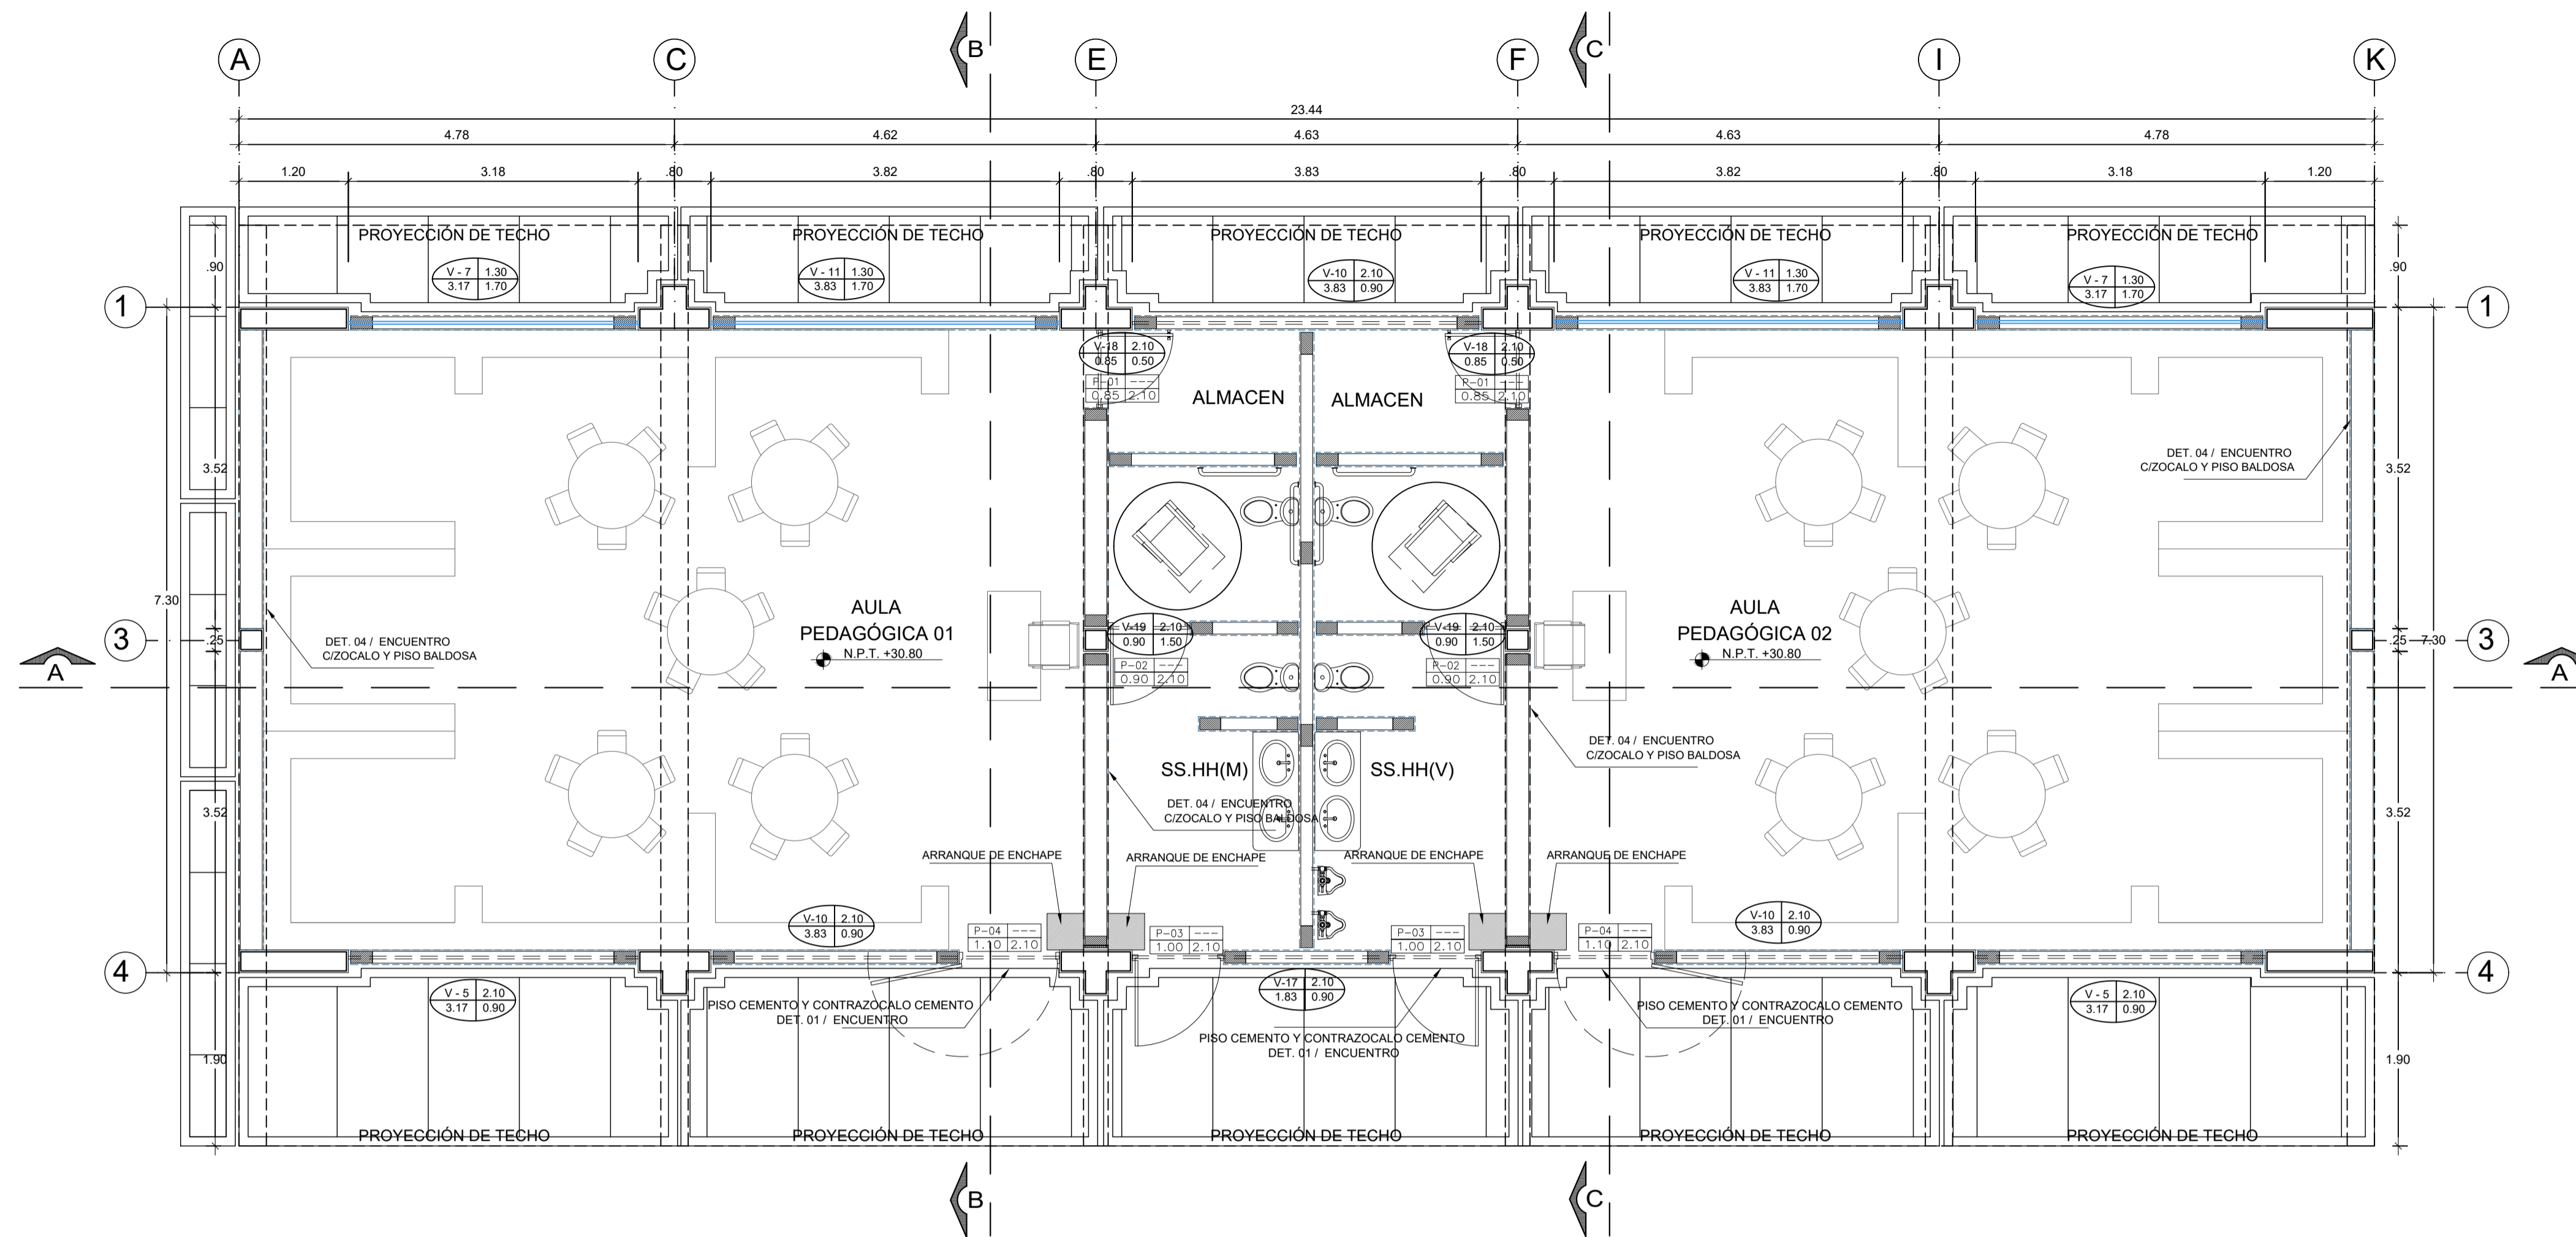 B
C
A
C
E
F
I
K
23.44
4.78
4.62
4.63
4.63
4.78
1.20
3.18
.80
3.82
.80
3.83
.80
3.82
.80
3.18
1.20
PROYECCIÓN DE TECHO
PROYECCIÓN DE TECHO
PROYECCIÓN DE TECHO
PROYECCIÓN DE TECHO
PROYECCIÓN DE TECHO
.90
.90
V - 7 1.30
3.17 1.70
V - 11 1.30
3.83 1.70
V-10 2.10
3.83 0.90
V - 11 1.30
3.83 1.70
V - 7 1.30
3.17 1.70
1
1
V-18 2.10
0.85 0.50
V-18 2.10
0.85 0.50
P-01 ---
0.85 2.10
P-01 ---
0.85 2.10
ALMACEN
ALMACEN
3.52
3.52
DET. 04 / ENCUENTRO
C/ZOCALO Y PISO BALDOSA
7.30
AULA
PEDAGÓGICA 01
N.P.T. +30.80
AULA
PEDAGÓGICA 02
N.P.T. +30.80
V-19 2.10
0.90 1.50
V-19 2.10
0.90 1.50
3
.25
.25
7.30
3
DET. 04 / ENCUENTRO
C/ZOCALO Y PISO BALDOSA
P-02 ---
0.90 2.10
P-02 ---
0.90 2.10
A
A
DET. 04 / ENCUENTRO
C/ZOCALO Y PISO BALDOSA
SS.HH(M)
SS.HH(V)
DET. 04 / ENCUENTRO
C/ZOCALO Y PISO BALDOSA
3.52
3.52
ARRANQUE DE ENCHAPE
ARRANQUE DE ENCHAPE
ARRANQUE DE ENCHAPE
ARRANQUE DE ENCHAPE
V-10 2.10
3.83 0.90
V-10 2.10
3.83 0.90
P-04 ---
1.10 2.10
P-03 ---
1.00 2.10
P-03 ---
1.00 2.10
P-04 ---
1.10 2.10
4
4
V - 5 2.10
3.17 0.90
V-17 2.10
1.83 0.90
V - 5 2.10
3.17 0.90
PISO CEMENTO Y CONTRAZOCALO CEMENTO
DET. 01 / ENCUENTRO
PISO CEMENTO Y CONTRAZOCALO CEMENTO
DET. 01 / ENCUENTRO
PISO CEMENTO Y CONTRAZOCALO CEMENTO
DET. 01 / ENCUENTRO
1.90
1.90
PROYECCIÓN DE TECHO
PROYECCIÓN DE TECHO
PROYECCIÓN DE TECHO
PROYECCIÓN DE TECHO
PROYECCIÓN DE TECHO
B
C